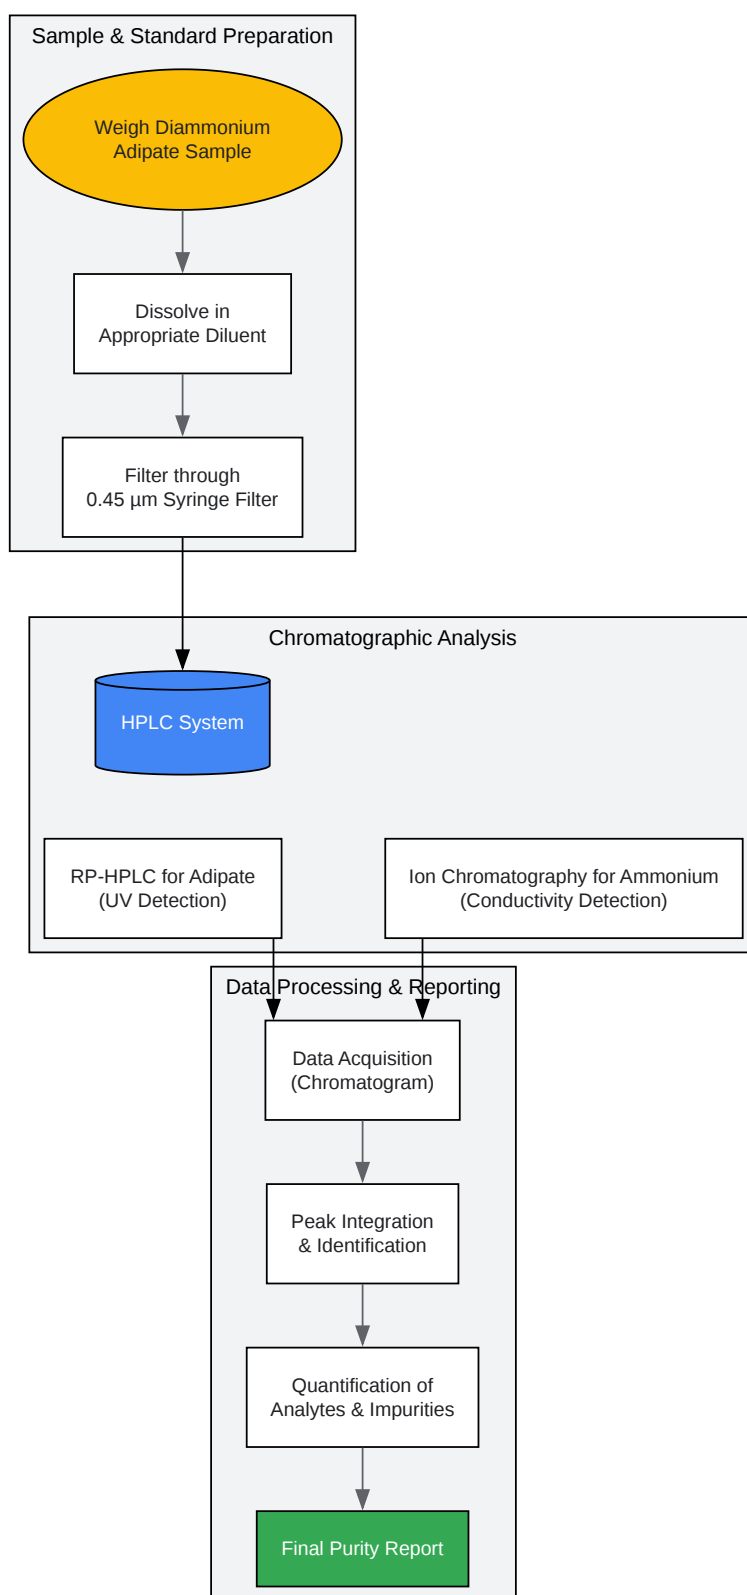 Sample & Standard Preparation
Weigh Diammonium
Adipate Sample
Dissolve in
Appropriate Diluent
Filter through
0.45 µm Syringe Filter
Chromatographic Analysis
HPLC System
RP-HPLC for Adipate
(UV Detection)
Ion Chromatography for Ammonium
(Conductivity Detection)
Data Processing & Reporting
Data Acquisition
(Chromatogram)
Peak Integration
& Identification
Quantification of
Analytes & Impurities
Final Purity Report